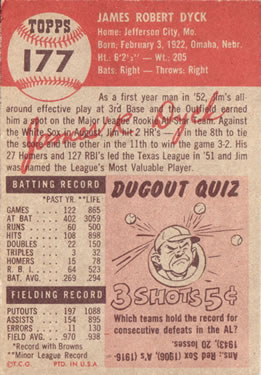 TOPPS
177
JAMES ROBERT DYCK
Home: Jefferson City, Mo.
Born: February 3, 1922, Omaha, Nebr.
Ht.: 6'2½" -- Wt.: 205
Bats: Right - Throws: Right
As a first year man in '52, Jim's all-
around effective play at 3rd Base and the Outfield earned
him a spot on the Major League Rookie All Star team. Against
the White Sox in August, Jim hit 2 HR's — 1 in the 8th to tie
the score and the other in the 11th to win the game 3-2. His
27 Homers and 127 RBI's led the Texas League in '51 and Jim
was named the League's Most Valuable Player.
James R. Dyck
BATTING RECORD
*PAST YR. **LIFE
GAMES 122 865
AT BAT 402 3059
RUNS 60 500
HITS 108 898
DOUBLES 22 150
TRIPLES 3 32
HOMERS 15 78
R. B. I. 64 523
BAT AVG. .269 .294
FIELDING RECORD
PUTOUTS 197 1088
ASSISTS 154 859
ERRORS 11 130
FIELD AVG. .970 .938
*Record with Browns
**Minor League Record
©T.C.G. PTD. IN U.S.A.
DUGOUT QUIZ
3 SHOTS 5¢
Which teams hold the record for
consecutive defeats in the AL?
Ans.: Red Sox (1906), A's (1916-
43), 20 losses.